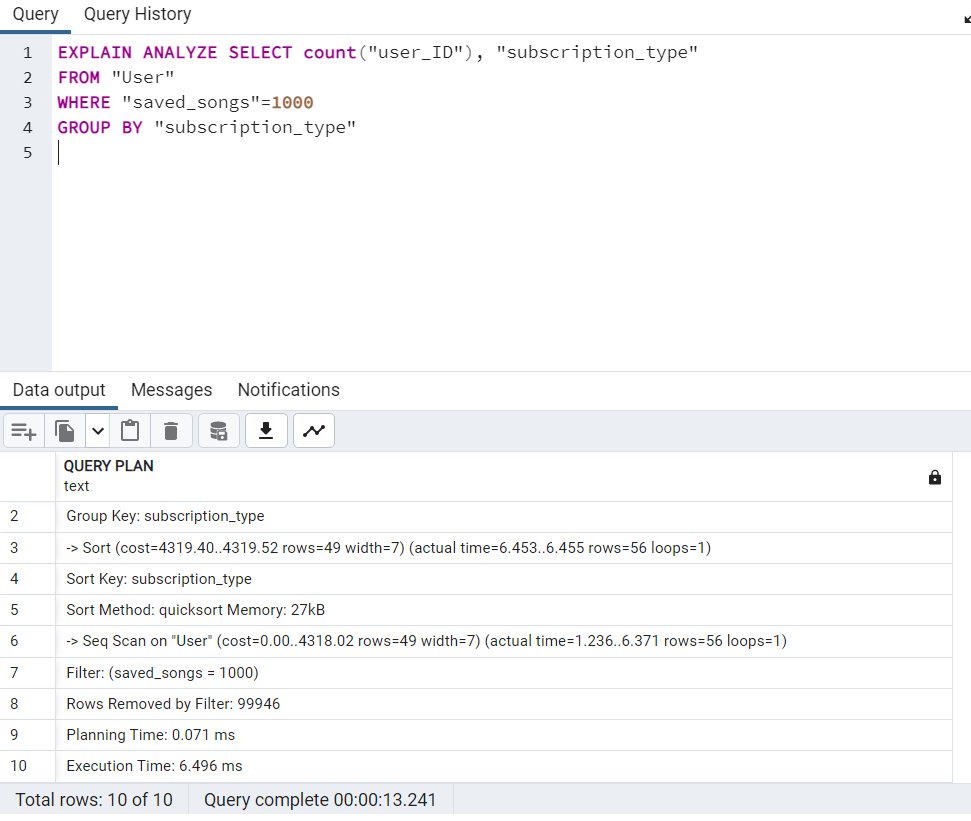 Query Query History
1 EXPLAIN ANALYZE SELECT count("user_ID"), "subscription_type"
2 FROM "User"
3 WHERE "saved_songs"=1000
4 GROUP BY "subscription_type"
5
Data output Messages Notifications
QUERY PLAN
text
2 Group Key: subscription_type
3 -> Sort (cost=4319.40..4319.52 rows=49 width=7) (actual time=6.453..6.455 rows=56 loops=1)
4 Sort Key: subscription_type
5 Sort Method: quicksort Memory: 27kB
6 -> Seq Scan on "User" (cost=0.00..4318.02 rows=49 width=7) (actual time=1.236..6.371 rows=56 loops=1)
7 Filter: (saved_songs = 1000)
8 Rows Removed by Filter: 99946
9 Planning Time: 0.071 ms
10 Execution Time: 6.496 ms
Total rows: 10 of 10 Query complete 00:00:13.241